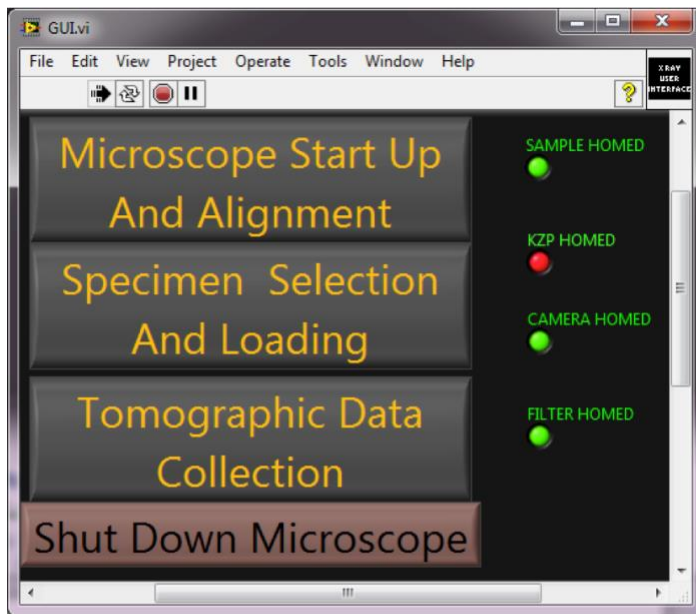 GUI.vi
File Edit View Project Operate Tools Window Help
?
XRAY
USER
INTERFACE
Microscope Start Up
And Alignment
Specimen Selection
And Loading
Tomographic Data
Collection
Shut Down Microscope
SAMPLE HOMED
KZP HOMED
CAMERA HOMED
FILTER HOMED